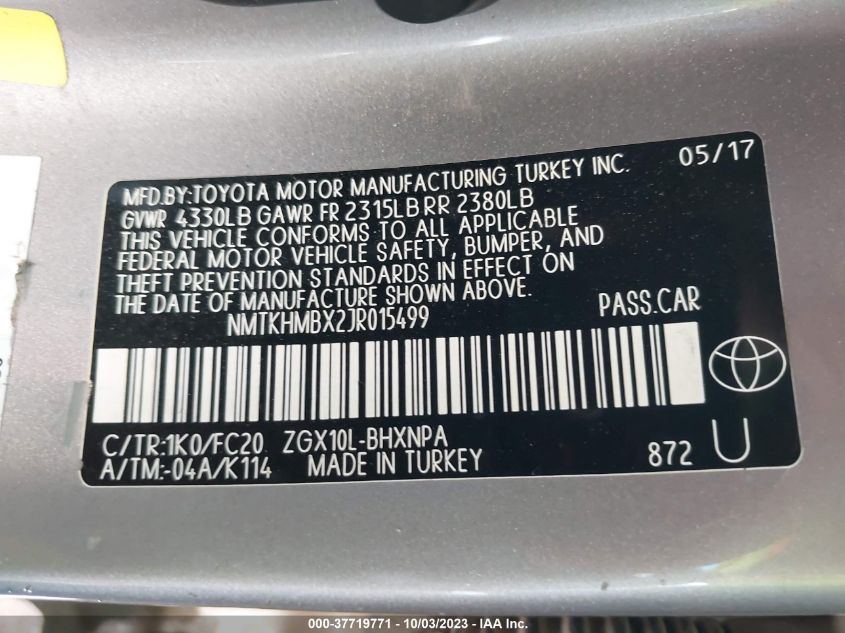 MFD.BY:TOYOTA MOTOR MANUFACTURING TURKEY INC. 05/17
GVWR 4330LB GAWR FR 2315LB RR 2380LB
THIS VEHICLE CONFORMS TO ALL APPLICABLE
FEDERAL MOTOR VEHICLE SAFETY, BUMPER, AND
THEFT PREVENTION STANDARDS IN EFFECT ON
THE DATE OF MANUFACTURE SHOWN ABOVE.
NMTKHMBX2JR015499 PASS.CAR
C/TR:1K0/FC20 ZGX10L-BHXNPA
A/TM:-04A/K114 MADE IN TURKEY 872 U
000-37719771 - 10/03/2023 - IAA Inc.